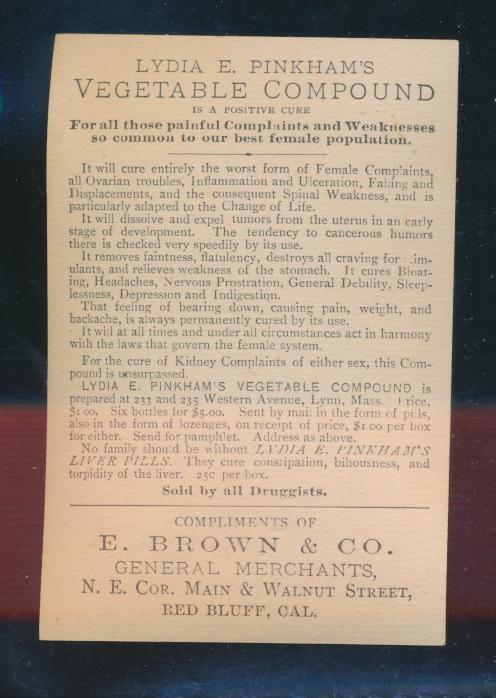 LYDIA E. PINKHAM'S
VEGETABLE COMPOUND
IS A POSITIVE CURE
For all those painful Complaints and Weaknesses
so common to our best female population.
It will cure entirely the worst form of Female Complaints,
all Ovarian troubles, Inflammation and Ulceration, Falling and
Displacements, and the consequent Spinal Weakness, and is
particularly adapted to the Change of Life.
It will dissolve and expel tumors from the uterus in an early
stage of development. The tendency to cancerous humors
there is checked very speedily by its use.
It removes faintness, flatulency, destroys all craving for stim-
ulants, and relieves weakness of the stomach. It cures Bloat-
ing, Headaches, Nervous Prostration, General Debility, Sleep-
lessness, Depression and Indigestion.
That feeling of bearing down, causing pain, weight, and
backache, is always permanently cured by its use.
It will at all times and under all circumstances act in harmony
with the laws that govern the female system.
For the cure of Kidney Complaints of either sex, this Com-
pound is unsurpassed.
LYDIA E. PINKHAM'S VEGETABLE COMPOUND is
prepared at 233 and 235 Western Avenue, Lynn, Mass. Price,
$1.00. Six bottles for $5.00. Sent by mail in the form of pills,
also in the form of lozenges, on receipt of price, $1.00 per box
for either. Send for pamphlet. Address as above.
No family should be without LYDIA E. PINKHAM'S
LIVER PILLS. They cure constipation, biliousness, and
torpidity of the liver. 25c per box.
Sold by all Druggists.
COMPLIMENTS OF
E. BROWN & CO.
GENERAL MERCHANTS,
N. E. COR. MAIN & WALNUT STREET,
RED BLUFF, CAL.